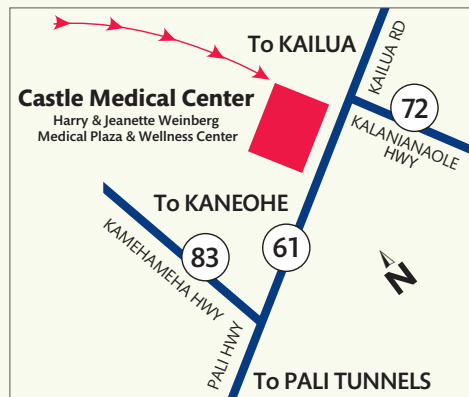 To KAILUA
KAILUA RD
Castle Medical Center
Harry & Jeanette Weinberg
Medical Plaza & Wellness Center
72
KALANIANAOLE
HWY
To KANEOHE
61
83
KAMEHAMEHA HWY
N
PALI HWY
To PALI TUNNELS